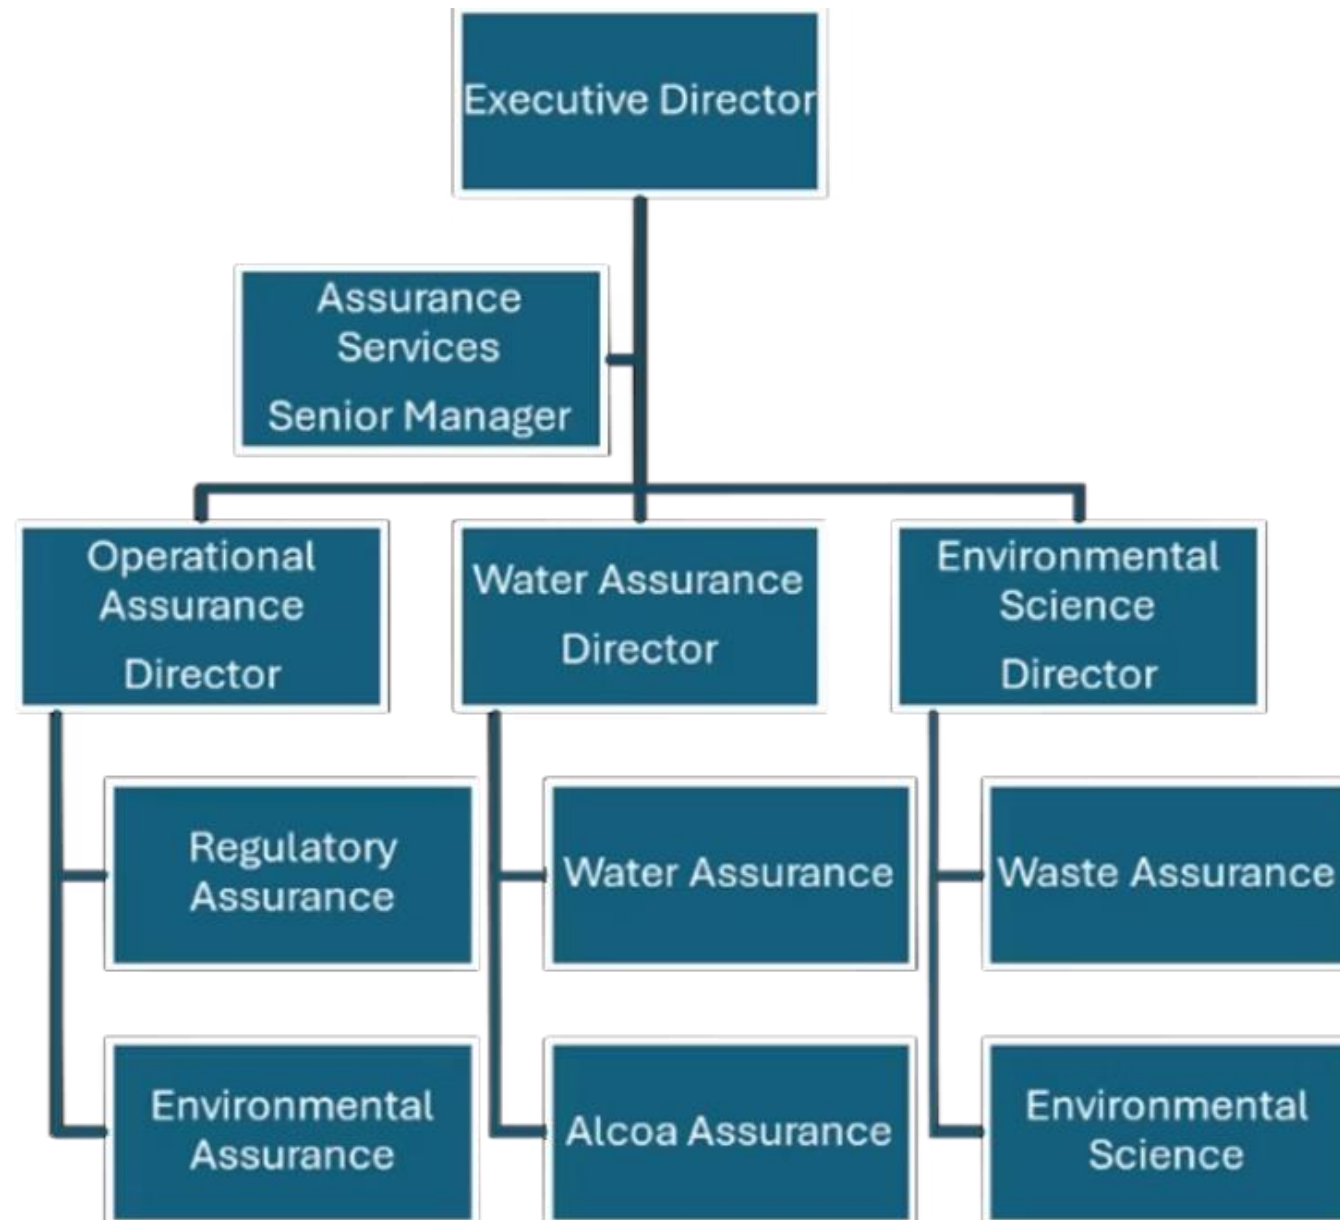 Executive Director
Assurance
Services
Senior Manager
Operational
Assurance
Director
Water Assurance
Director
Environmental
Science
Director
Regulatory
Assurance
Water Assurance
Waste Assurance
Environmental
Assurance
Alcoa Assurance
Environmental
Science